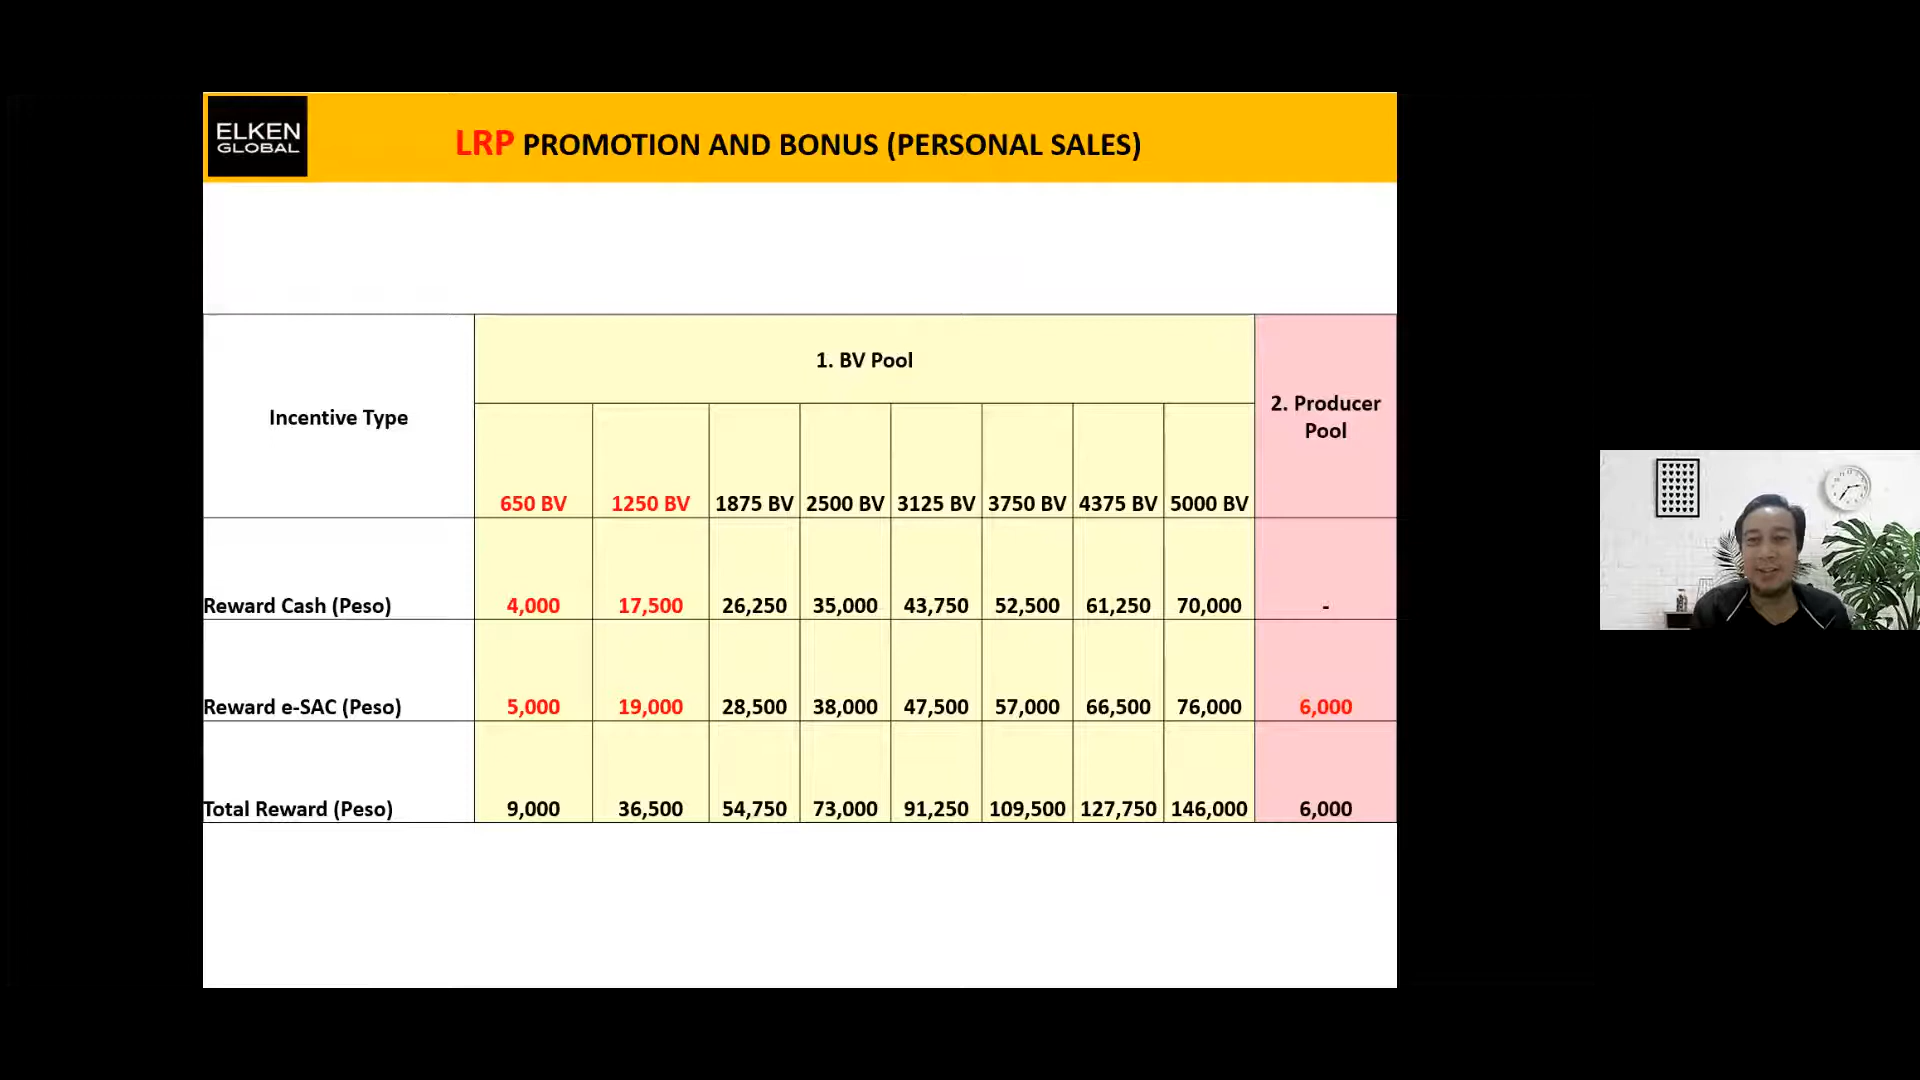 ELKEN
GLOBAL
LRP PROMOTION AND BONUS (PERSONAL SALES)
Incentive Type
1. BV Pool
2. Producer
Pool
650 BV 1250 BV 1875 BV 2500 BV 3125 BV 3750 BV 4375 BV 5000 BV
Reward Cash (Peso) 4,000 17,500 26,250 35,000 43,750 52,500 61,250 70,000 -
Reward e-SAC (Peso) 5,000 19,000 28,500 38,000 47,500 57,000 66,500 76,000 6,000
Total Reward (Peso) 9,000 36,500 54,750 73,000 91,250 109,500 127,750 146,000 6,000